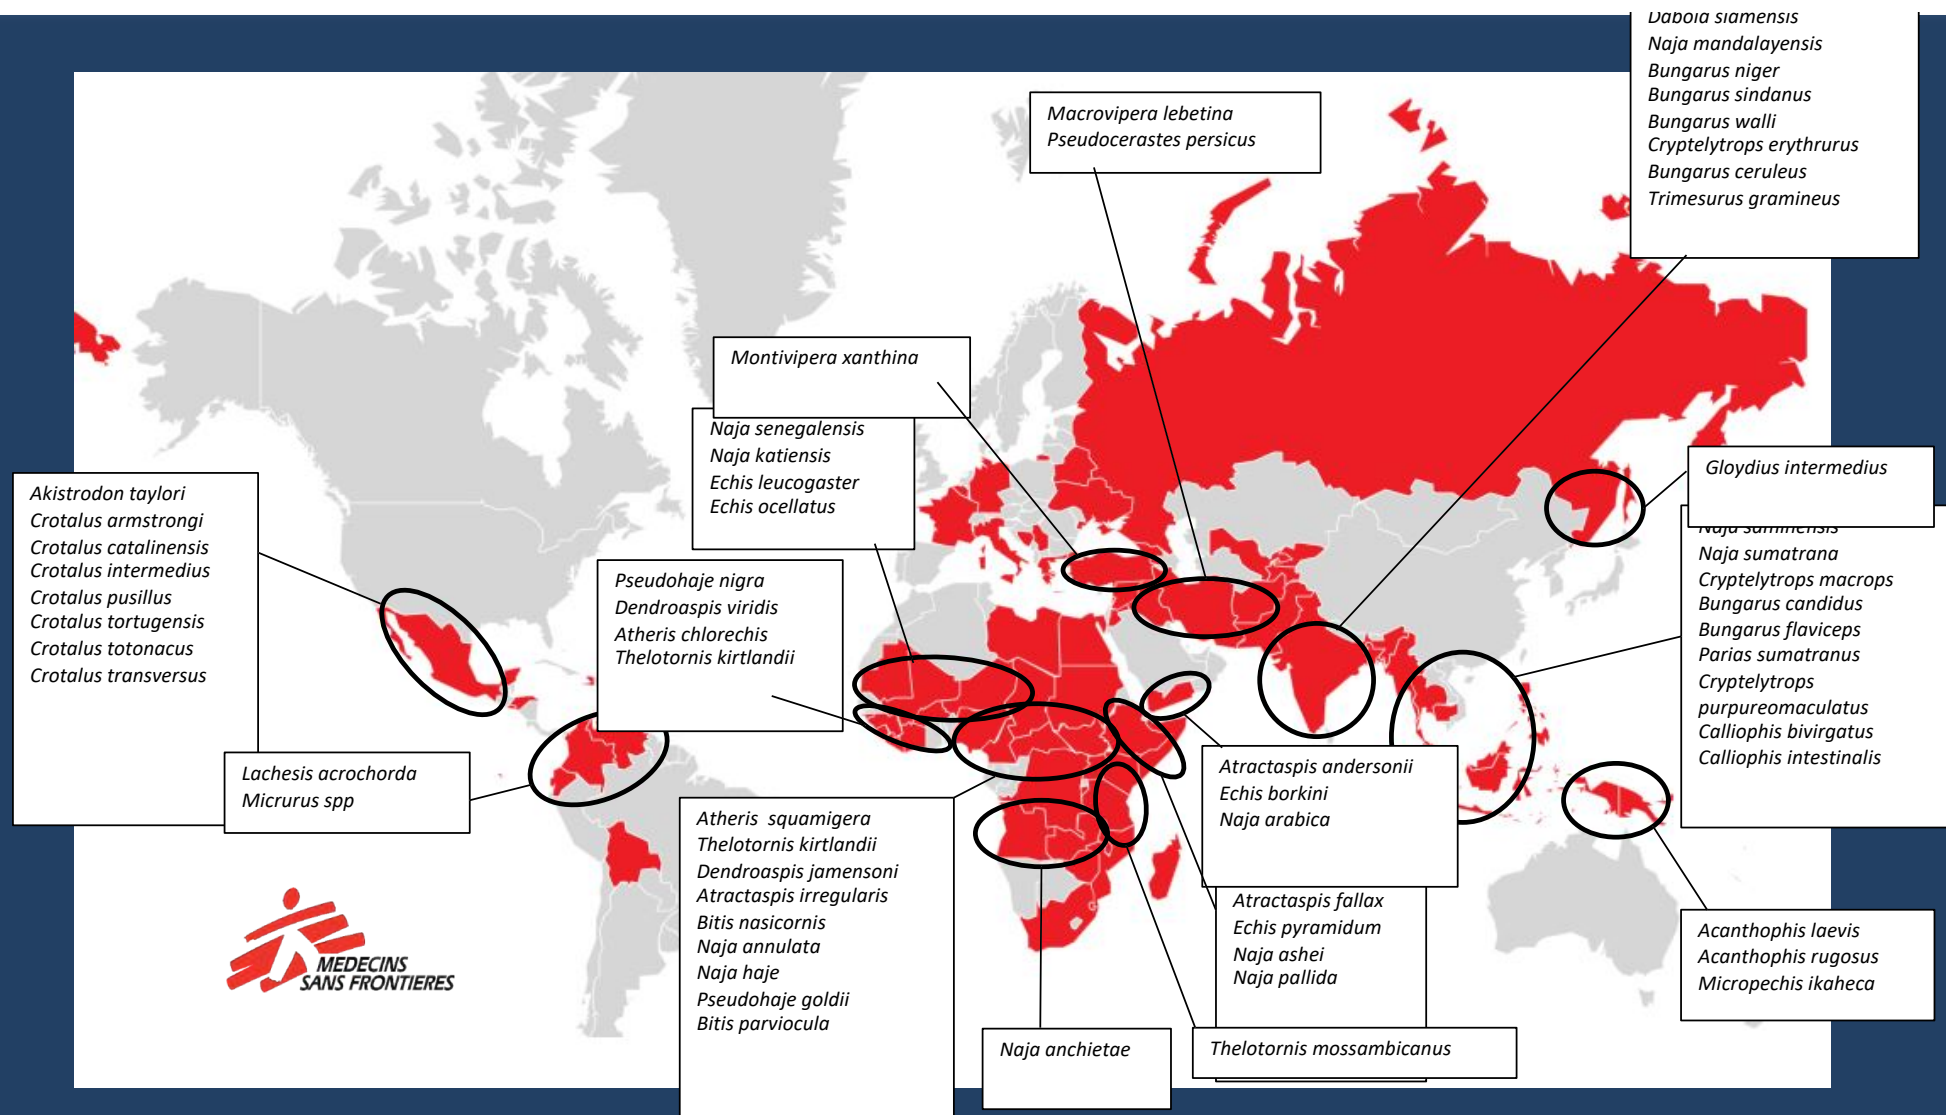 Daboia siamensis
Naja mandalayensis
Bungarus niger
Bungarus sindanus
Bungarus walli
Cryptelytrops erythrurus
Bungarus ceruleus
Trimesurus gramineus
Macrovipera lebetina
Pseudocerastes persicus
Montivipera xanthina
Naja senegalensis
Naja katiensis
Echis leucogaster
Echis ocellatus
Gloydius intermedius
Akistrodon taylori
Crotalus armstrongi
Crotalus catalinensis
Crotalus intermedius
Crotalus pusillus
Crotalus tortugensis
Crotalus totonacus
Crotalus transversus
Naja
Naja sumatrana
Cryptelytrops macrops
Bungarus candidus
Bungarus flaviceps
Parias sumatranus
Cryptelytrops
purpureomaculatus
Calliophis bivirgatus
Calliophis intestinalis
Pseudohaje nigra
Dendroaspis viridis
Atheris chlorechis
Thelotornis kirtlandii
Lachesis acrochorda
Micrurus spp
Atractaspis andersonii
Echis borkini
Naja arabica
Atheris squamigera
Thelotornis kirtlandii
Dendroaspis jamensoni
Atractaspis irregularis
Bitis nasicornis
Naja annulata
Naja haje
Pseudohaje goldii
Bitis parviocula
Atractaspis fallax
Echis pyramidum
Naja ashei
Naja pallida
Acanthophis laevis
Acanthophis rugosus
Micropechis ikaheca
MEDECINS
SANS FRONTIERES
Naja anchietae
Thelotornis mossambicanus